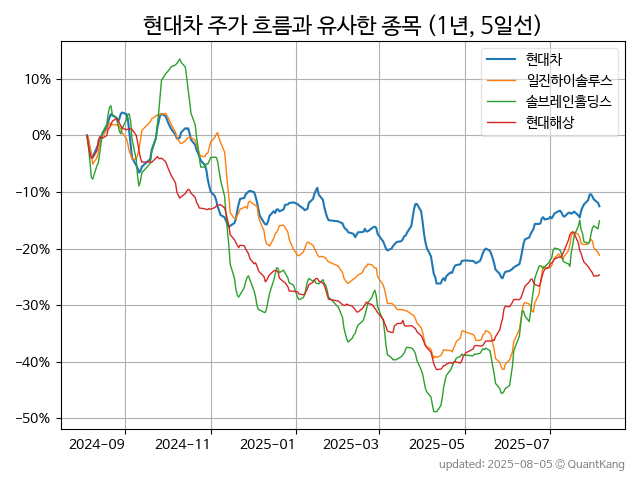 현대차 주가 흐름과 유사한 종목 (1년, 5일선)
현대차
일진하이솔루스
솔브레인홀딩스
현대해상
10%
0%
−10%
−20%
−30%
−40%
−50%
2024-09 2024-11 2025-01 2025-03 2025-05 2025-07
updated: 2025-08-05 © QuantKang